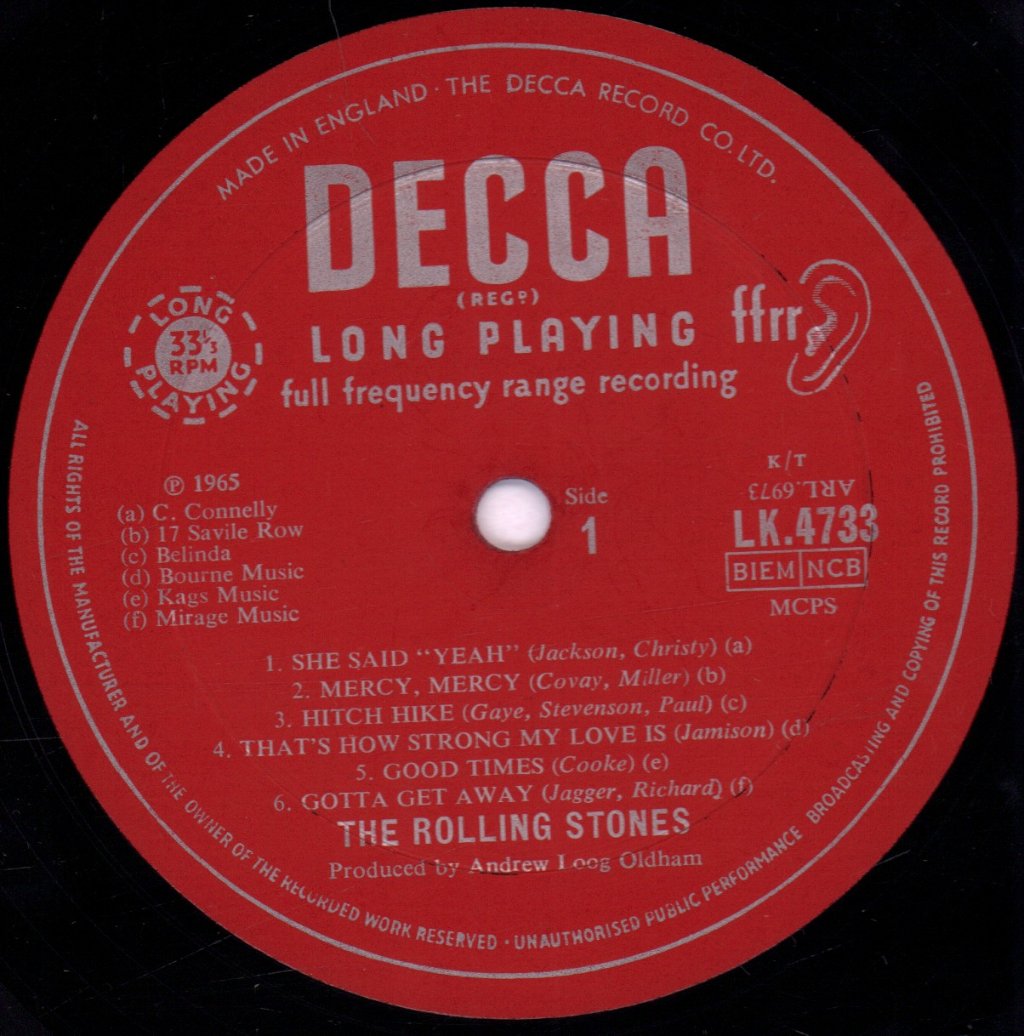 MADE IN ENGLAND · THE DECCA RECORD CO. LTD.
DECCA
(REGD)
LONG PLAYING
ffrr
full frequency range recording
LONG
33⅓
RPM
PLAYING
℗ 1965
(a) C. Connelly
(b) 17 Savile Row
(c) Belinda
(d) Bourne Music
(e) Kags Music
(f) Mirage Music
Side
1
K/T
ARL.6973
LK.4733
BIEM NCB
MCPS
1. SHE SAID “YEAH” (Jackson, Christy) (a)
2. MERCY, MERCY (Covay, Miller) (b)
3. HITCH HIKE (Gaye, Stevenson, Paul) (c)
4. THAT'S HOW STRONG MY LOVE IS (Jamison) (d)
5. GOOD TIMES (Cooke) (e)
6. GOTTA GET AWAY (Jagger, Richard) (f)
THE ROLLING STONES
Produced by Andrew Loog Oldham
ALL RIGHTS OF THE MANUFACTURER AND OF THE OWNER OF THE RECORDED WORK RESERVED · UNAUTHORISED PUBLIC PERFORMANCE BROADCASTING AND COPYING OF THIS RECORD PROHIBITED